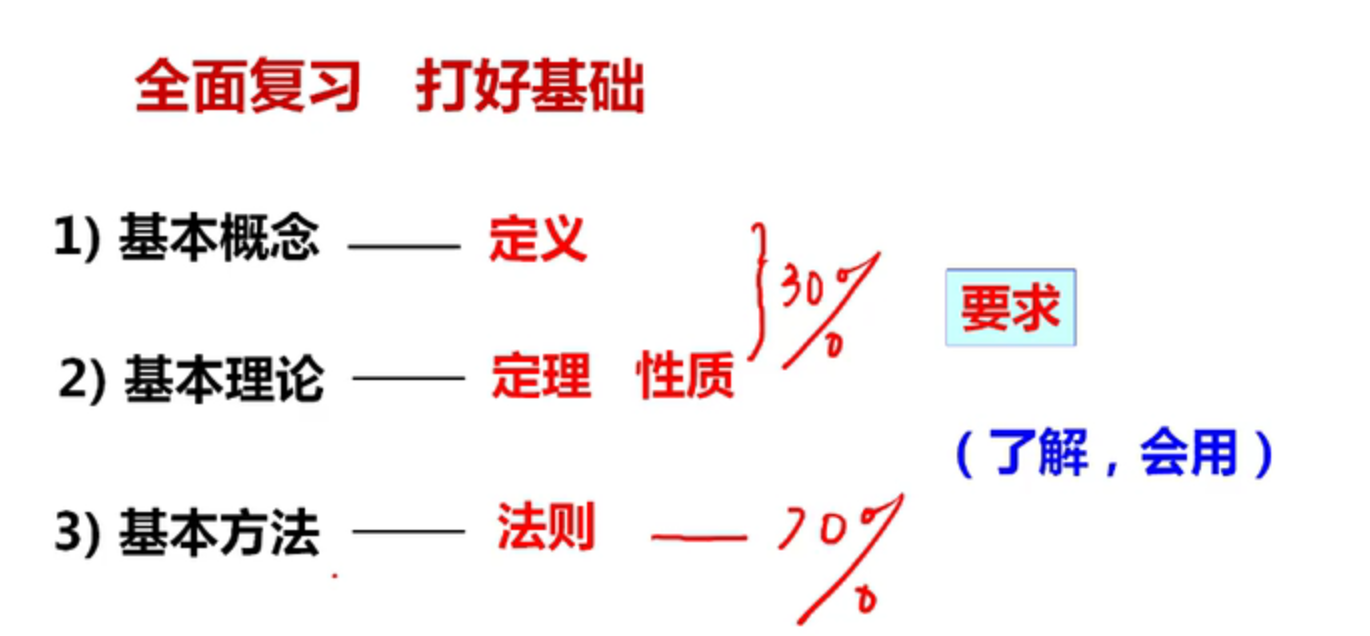 全面复习 打好基础
1) 基本概念 —— 定义
30%
要求
2) 基本理论 —— 定理 性质
(了解,会用)
3) 基本方法 —— 法则 — 70%